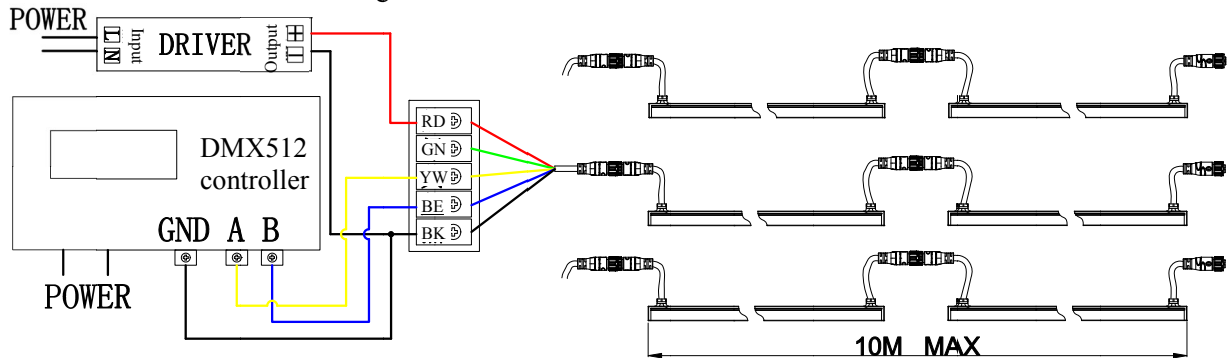 POWER
L
N
Input
DRIVER
Output
+
-
DMX512
controller
GND A B
POWER
RD
GN
YW
BE
BK
10M MAX